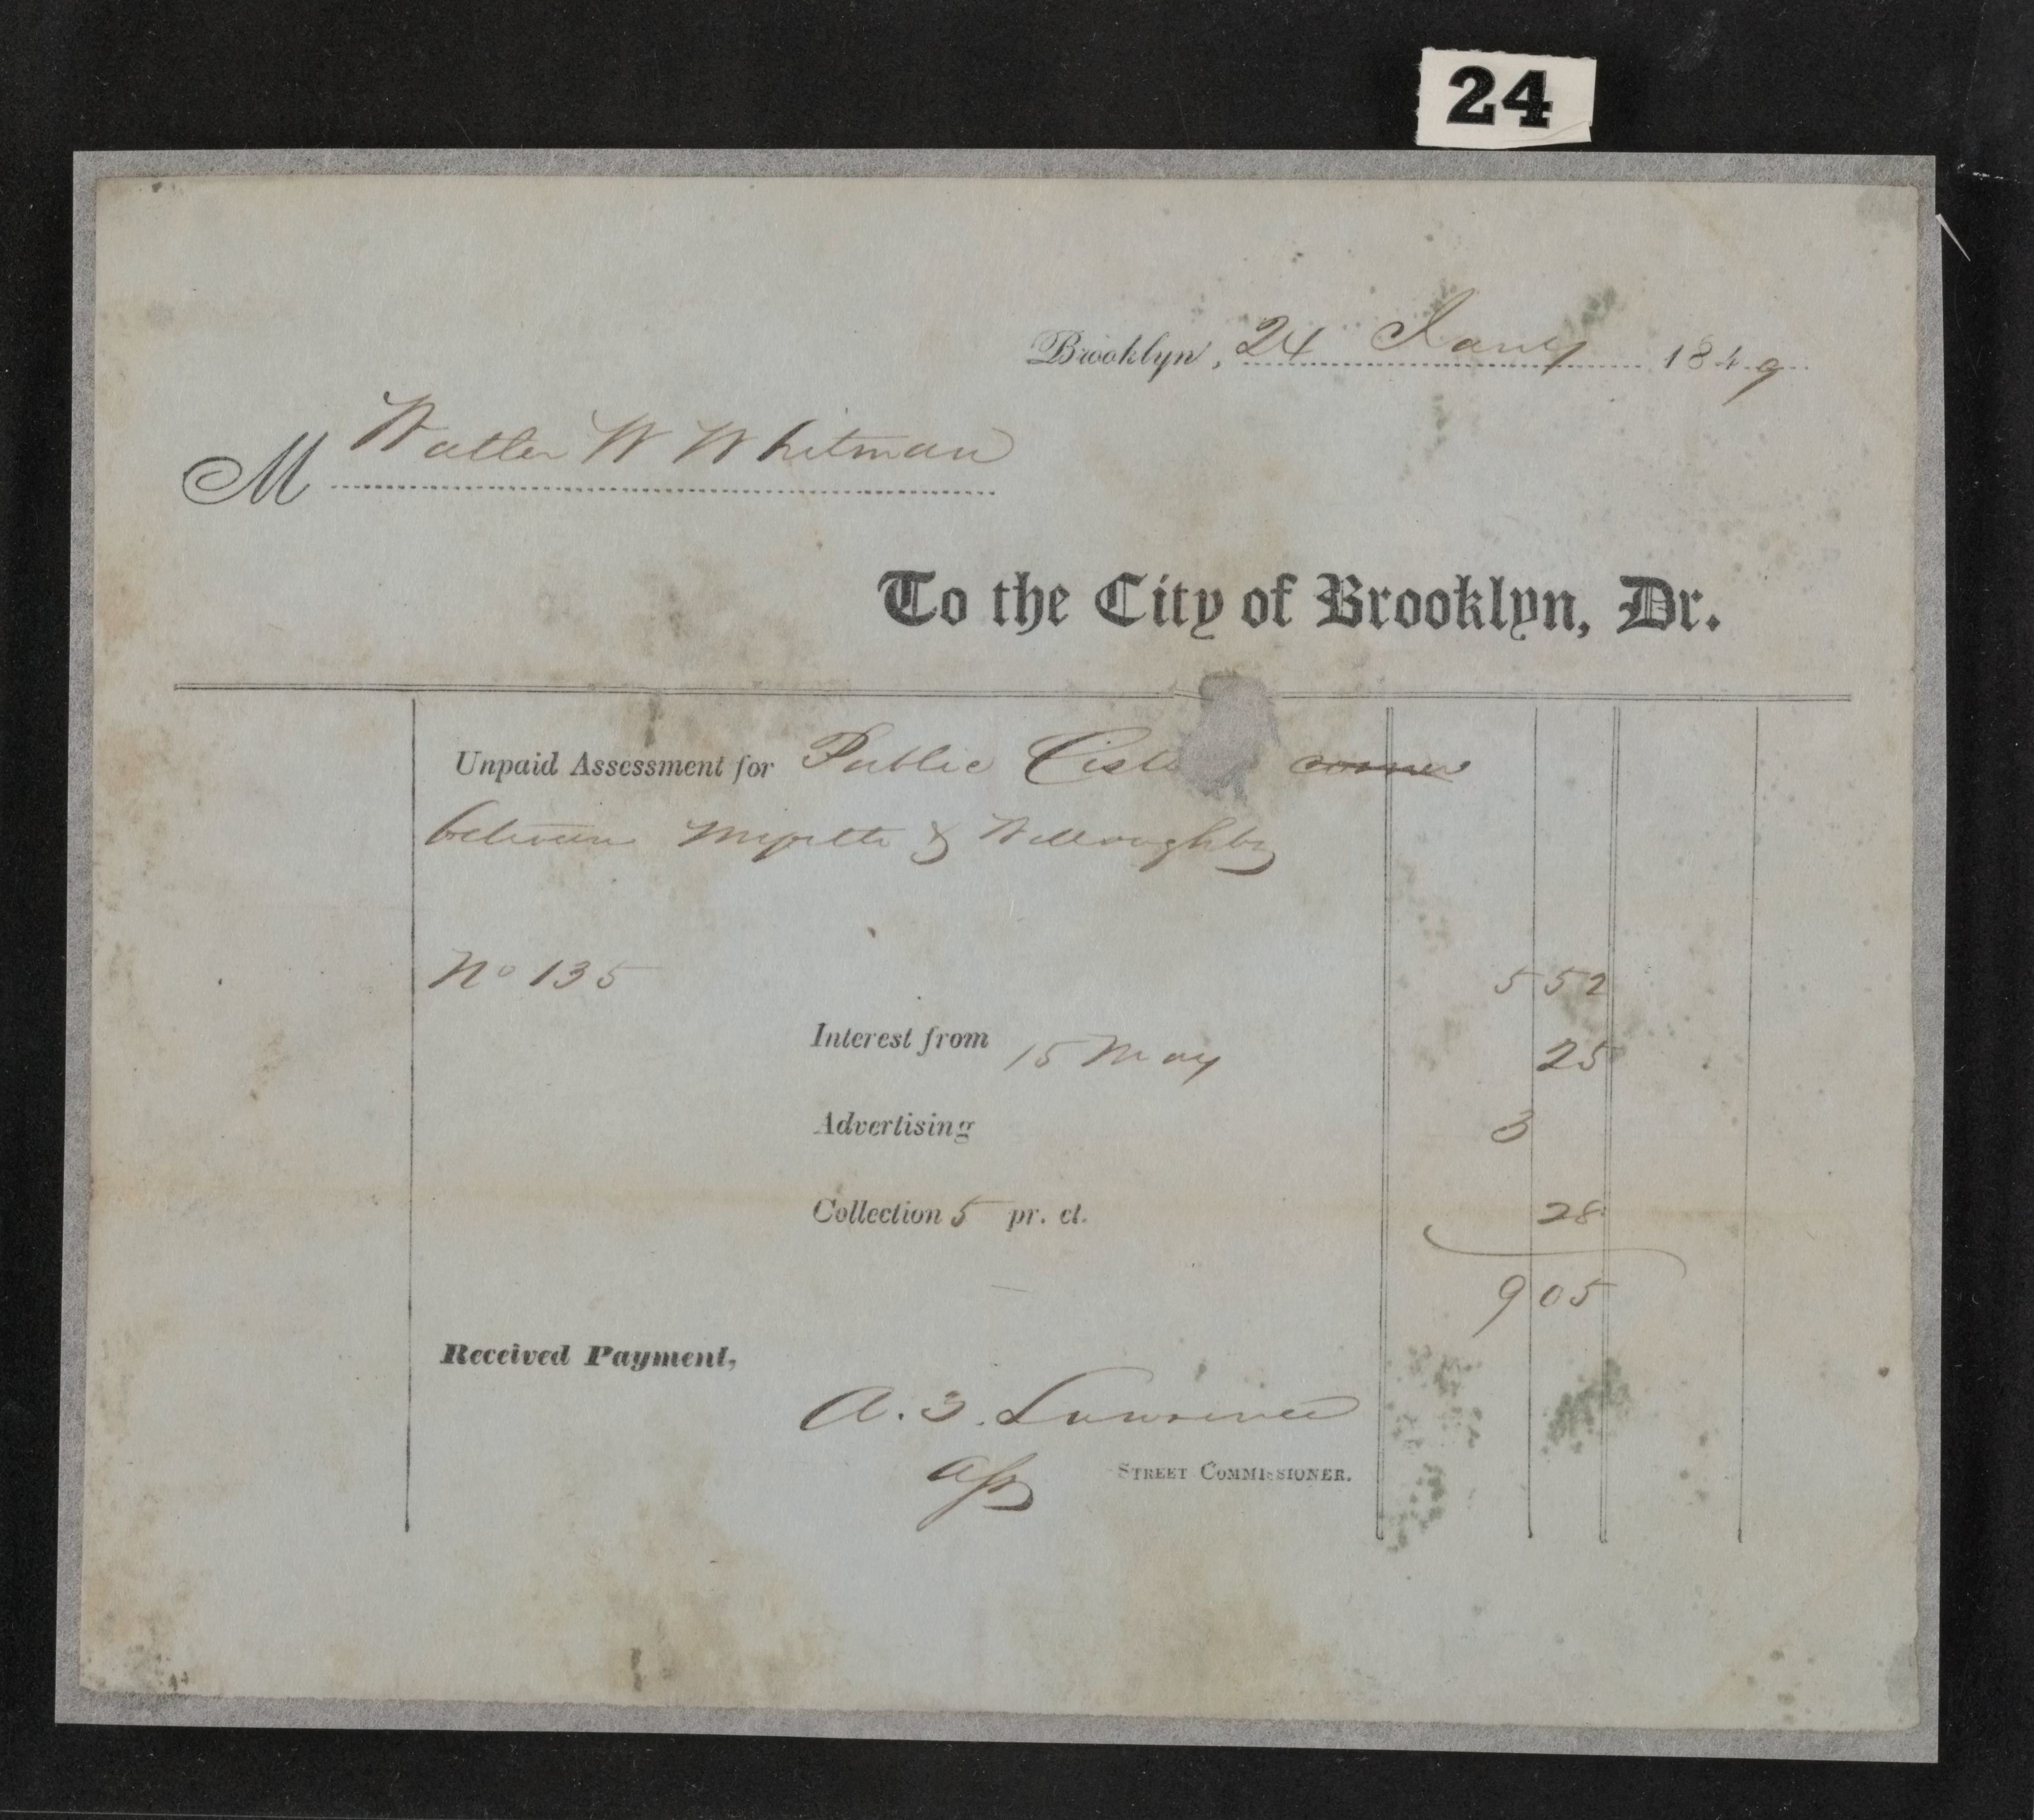 24
Brooklyn, 24 Jany 1849
M Walter W Whitman
To the City of Brooklyn, Dr.
Unpaid Assessment for Public Cist corner
between Myrtle & Willoughby
No 135 5 52
Interest from 15 May 25
Advertising 3
Collection 5 pr. ct. 28
9 05
Received Payment,
Lawrence
STREET COMMISSIONER.